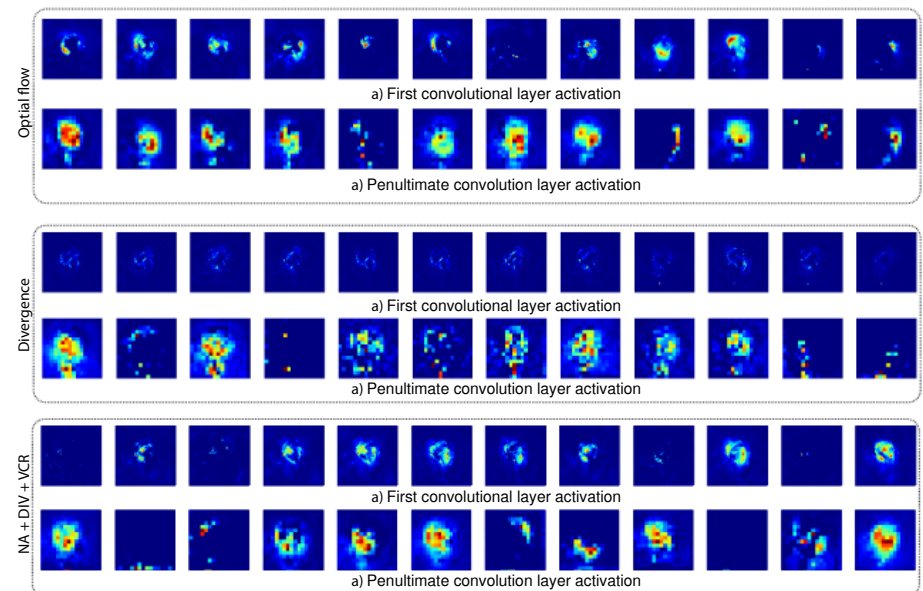 Optial flow
a) First convolutional layer activation
a) Penultimate convolution layer activation
Divergence
a) First convolutional layer activation
a) Penultimate convolution layer activation
NA + DIV + VCR
a) First convolutional layer activation
a) Penultimate convolution layer activation